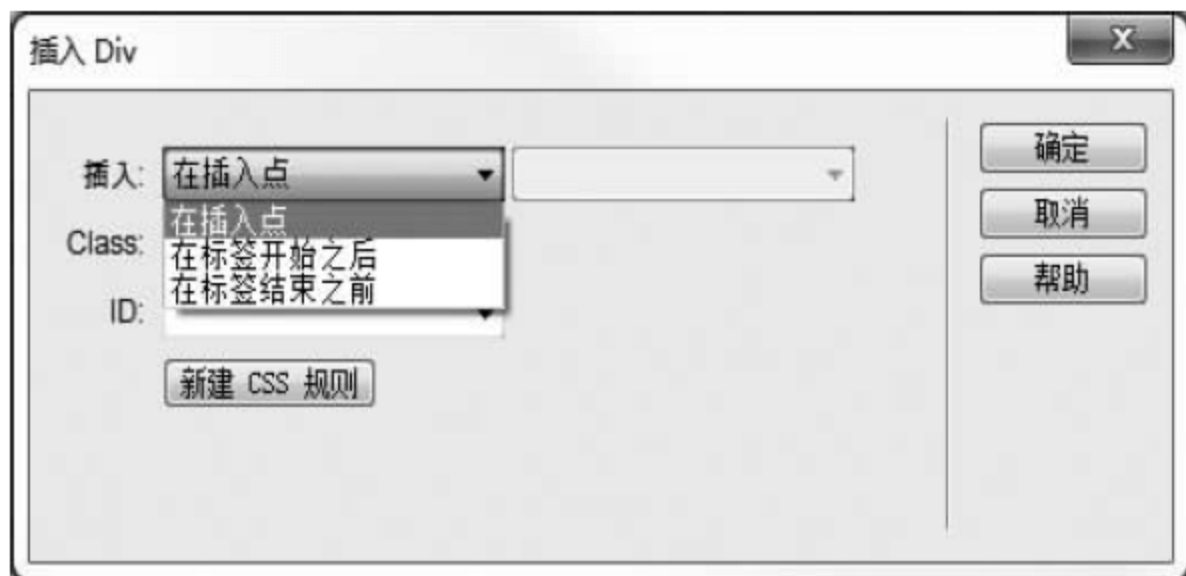 插入 Div
X
插入: 在插入点
在插入点
Class: 在标签开始之后
在标签结束之前
ID:
新建 CSS 规则
确定
取消
帮助